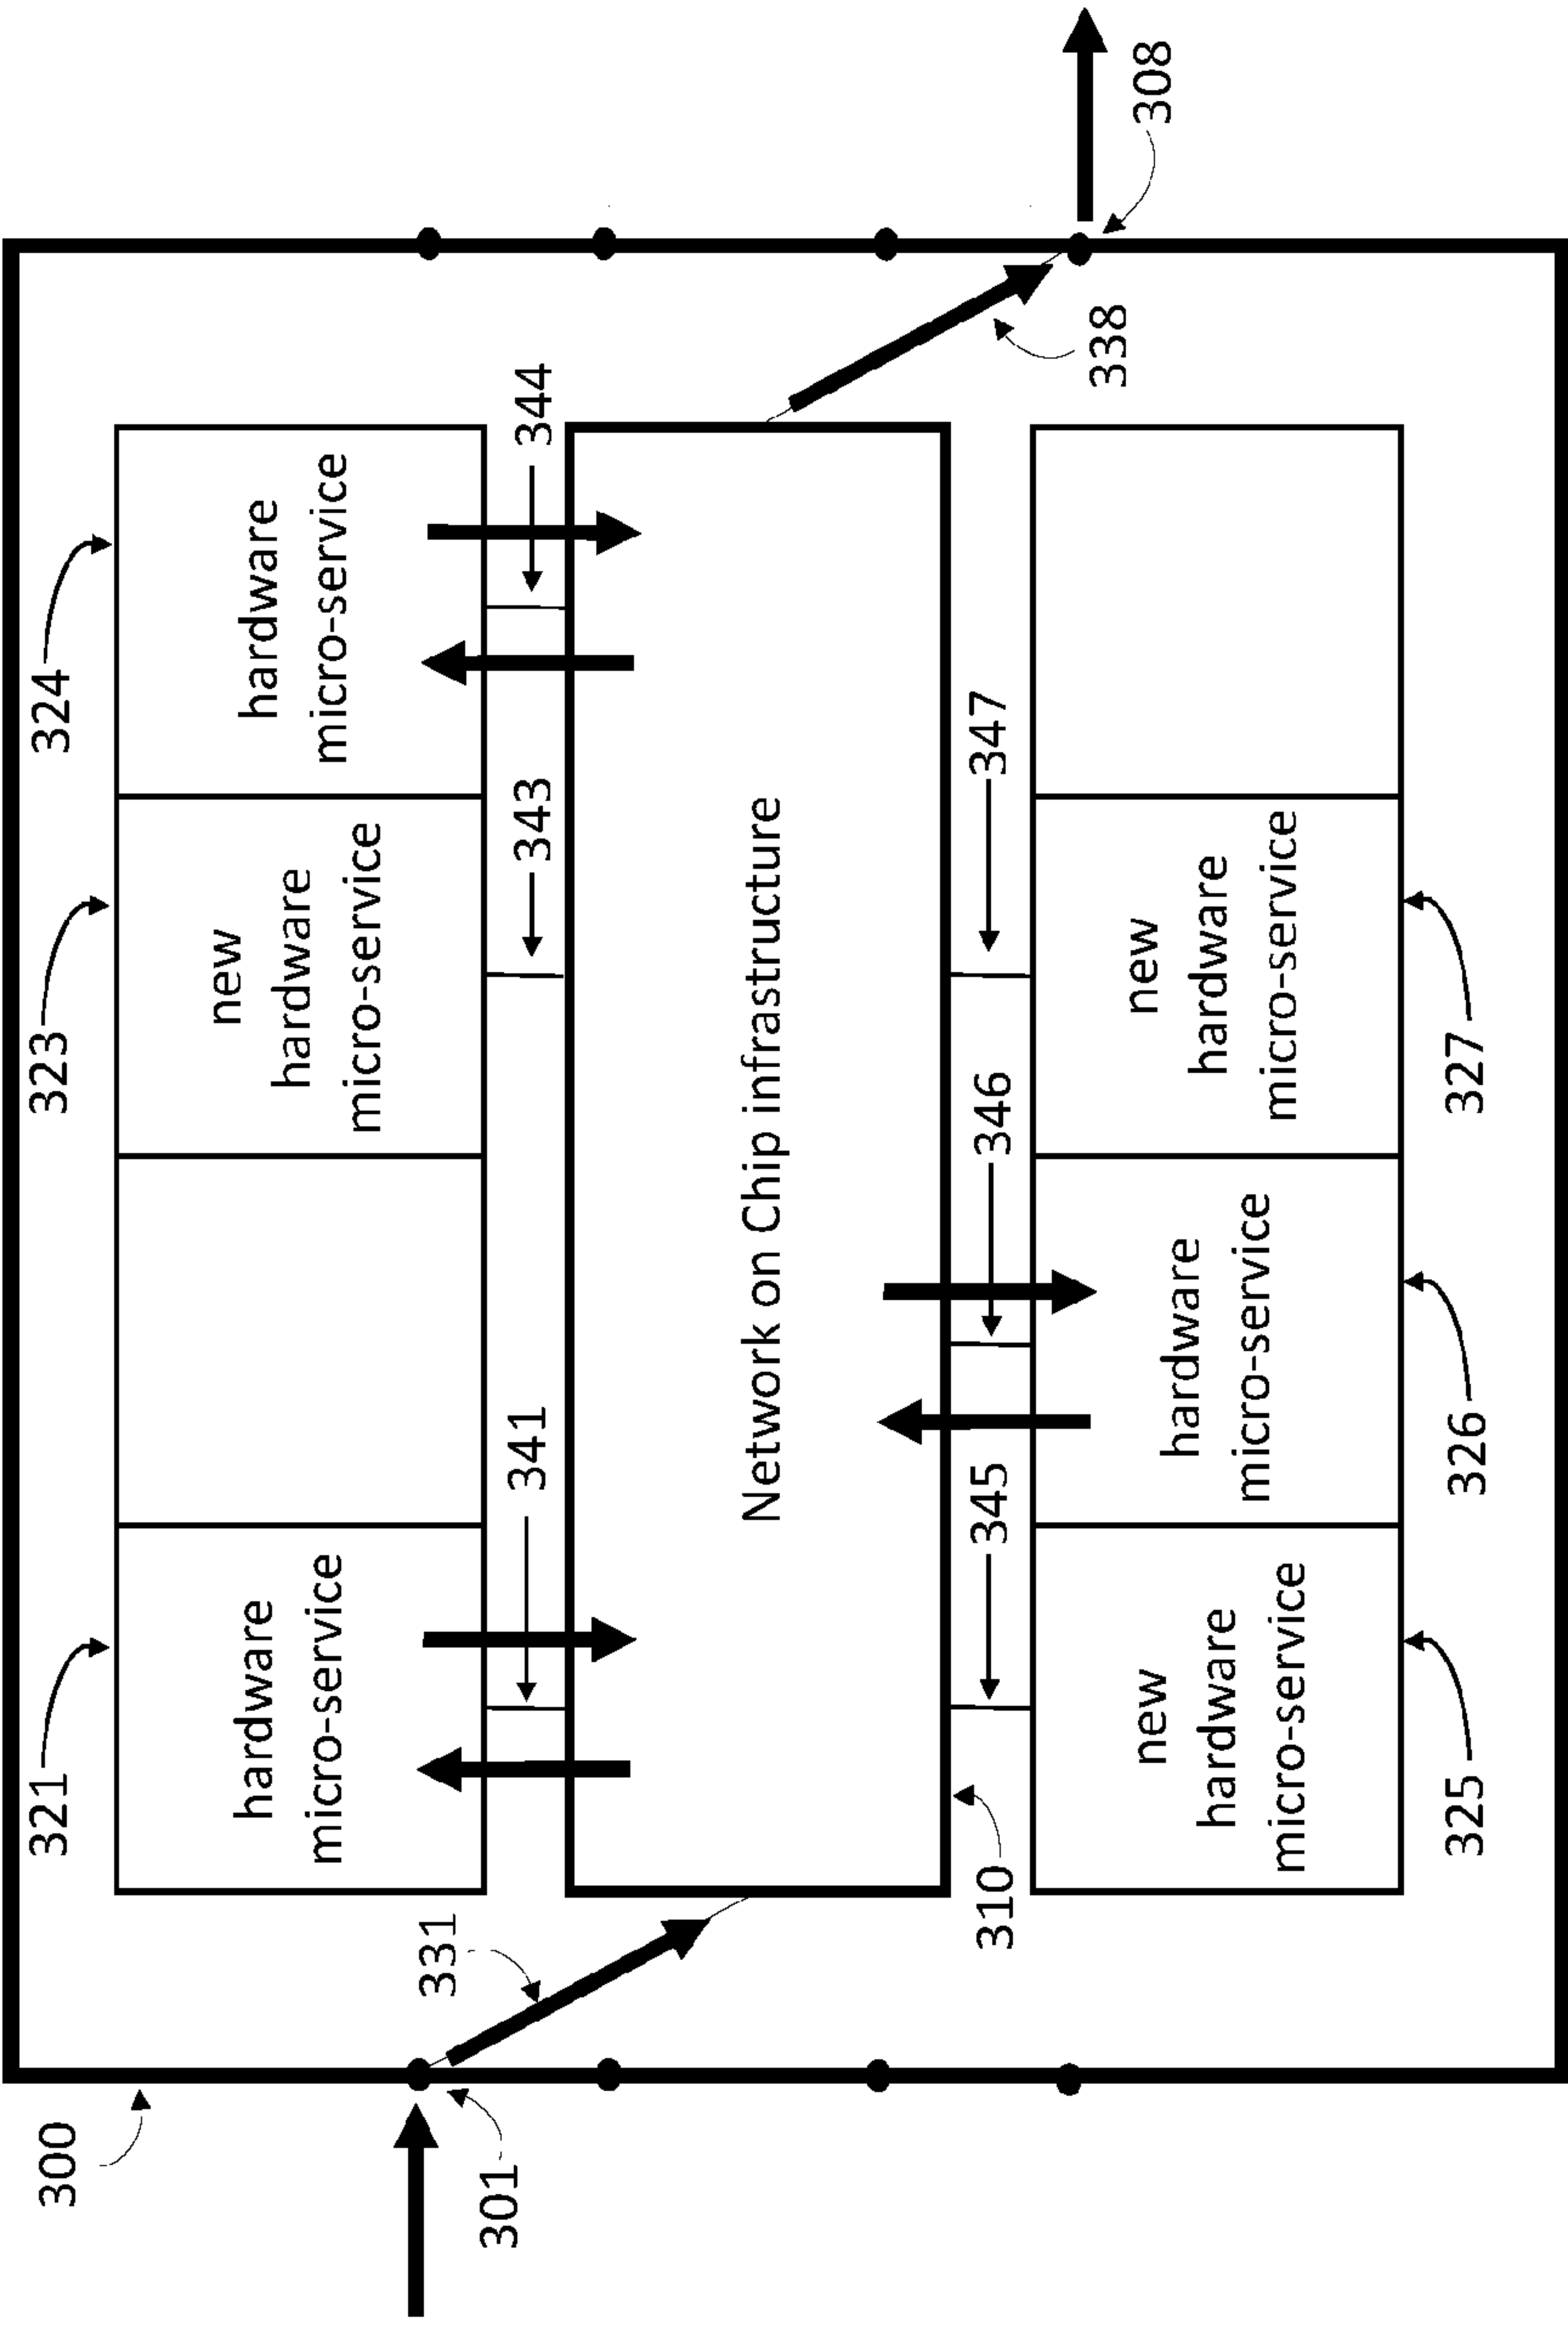 300
321
323
324
hardware
micro-service
new
hardware
micro-service
hardware
micro-service
301
331
341
343
344
Network on Chip infrastructure
310
345
346
347
338
308
new
hardware
micro-service
hardware
micro-service
new
hardware
micro-service
325
326
327